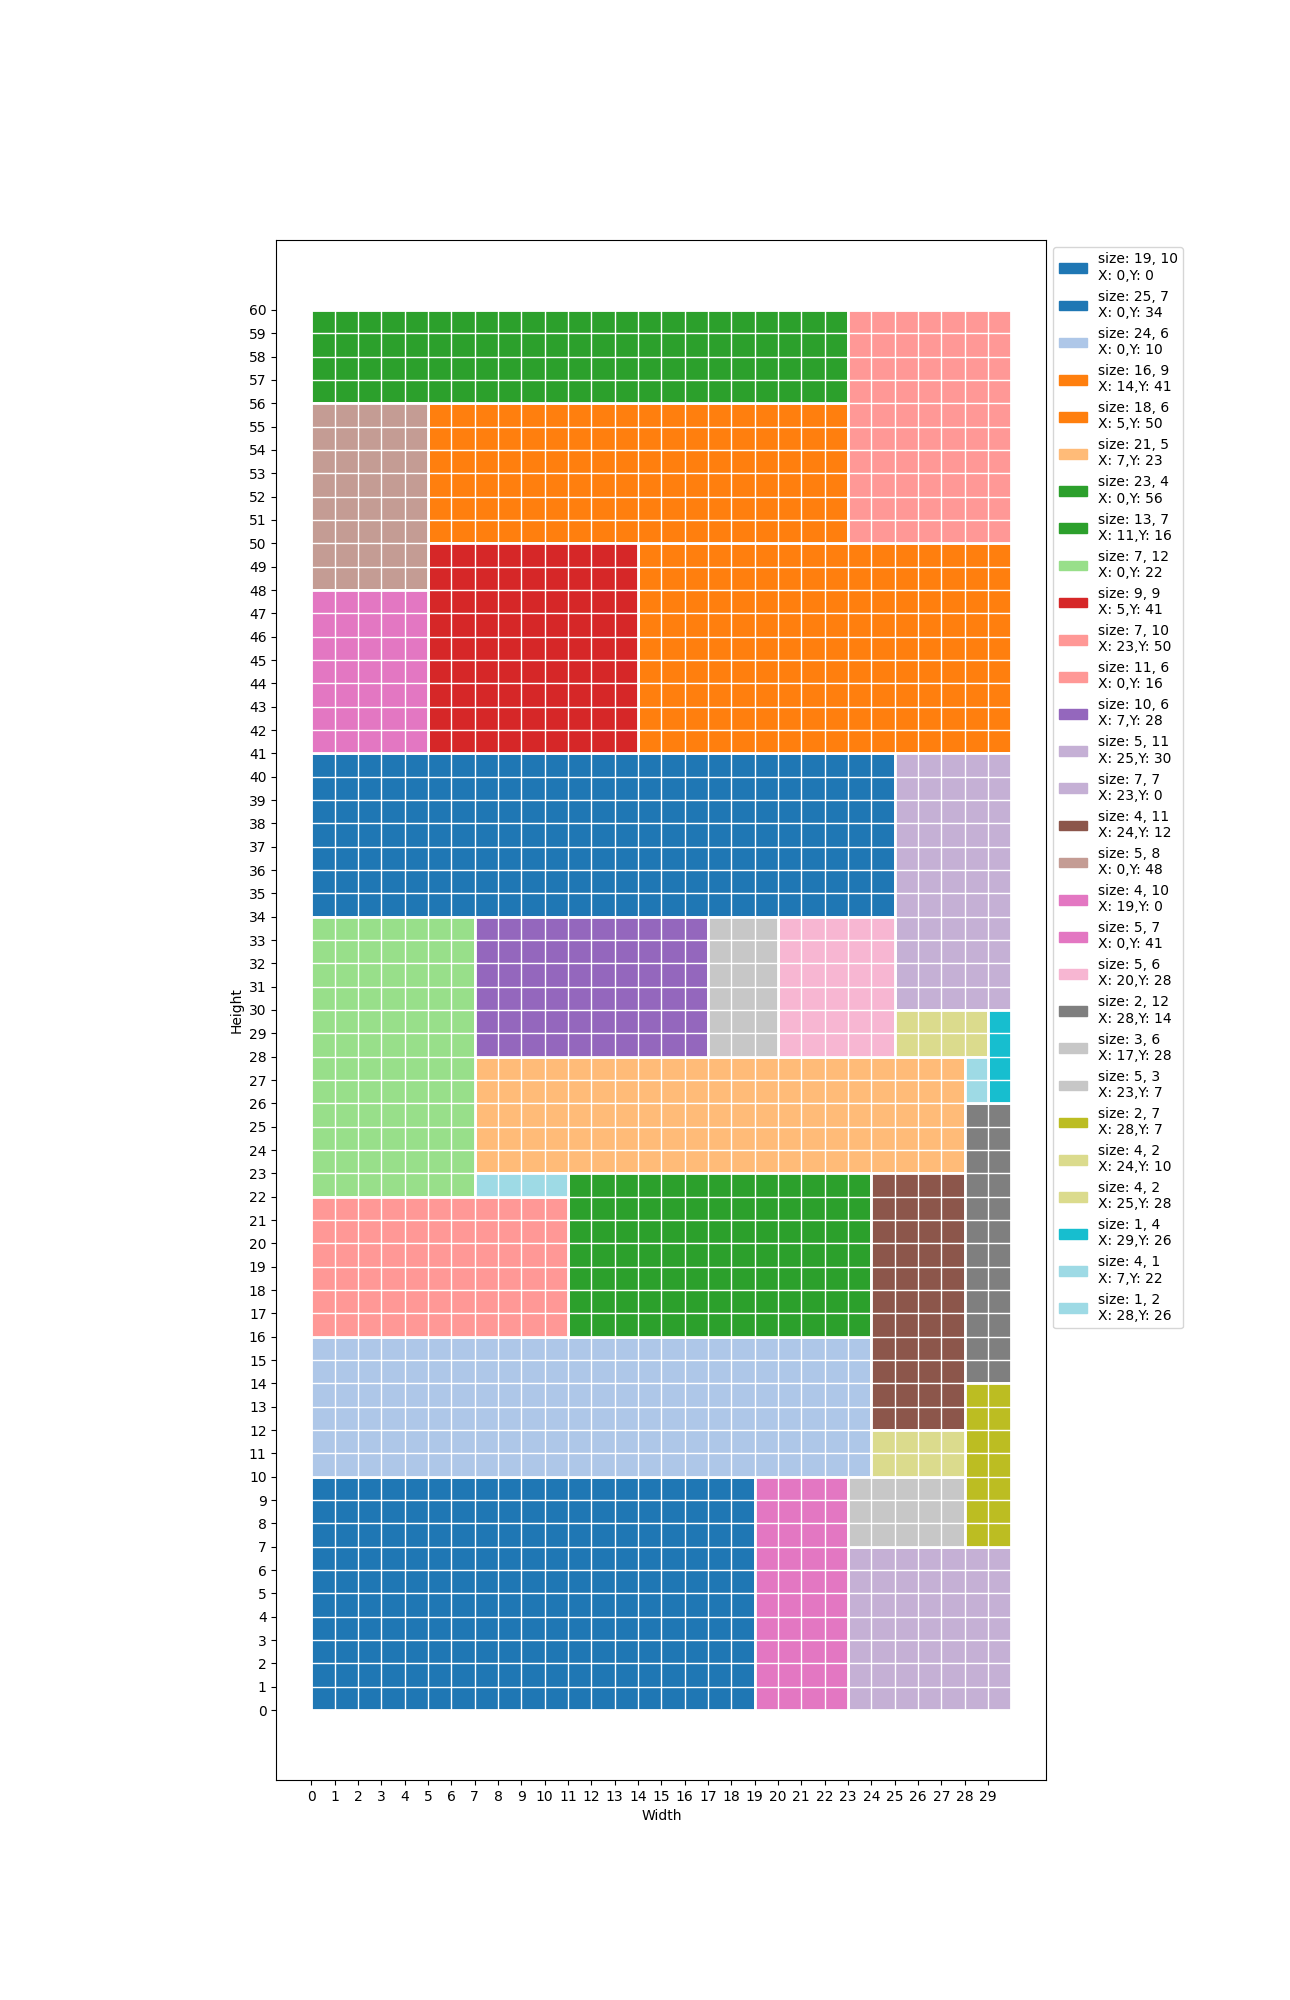 60
59
58
57
56
55
54
53
52
51
50
49
48
47
46
45
44
43
42
41
40
39
38
37
36
35
34
33
32
31
30
29
28
27
26
25
24
23
22
21
20
19
18
17
16
15
14
13
12
11
10
9
8
7
6
5
4
3
2
1
0
Height
0 1 2 3 4 5 6 7 8 9 10 11 12 13 14 15 16 17 18 19 20 21 22 23 24 25 26 27 28 29
Width
size: 19, 10
X: 0,Y: 0
size: 25, 7
X: 0,Y: 34
size: 24, 6
X: 0,Y: 10
size: 16, 9
X: 14,Y: 41
size: 18, 6
X: 5,Y: 50
size: 21, 5
X: 7,Y: 23
size: 23, 4
X: 0,Y: 56
size: 13, 7
X: 11,Y: 16
size: 7, 12
X: 0,Y: 22
size: 9, 9
X: 5,Y: 41
size: 7, 10
X: 23,Y: 50
size: 11, 6
X: 0,Y: 16
size: 10, 6
X: 7,Y: 28
size: 5, 11
X: 25,Y: 30
size: 7, 7
X: 23,Y: 0
size: 4, 11
X: 24,Y: 12
size: 5, 8
X: 0,Y: 48
size: 4, 10
X: 19,Y: 0
size: 5, 7
X: 0,Y: 41
size: 5, 6
X: 20,Y: 28
size: 2, 12
X: 28,Y: 14
size: 3, 6
X: 17,Y: 28
size: 5, 3
X: 23,Y: 7
size: 2, 7
X: 28,Y: 7
size: 4, 2
X: 24,Y: 10
size: 4, 2
X: 25,Y: 28
size: 1, 4
X: 29,Y: 26
size: 4, 1
X: 7,Y: 22
size: 1, 2
X: 28,Y: 26